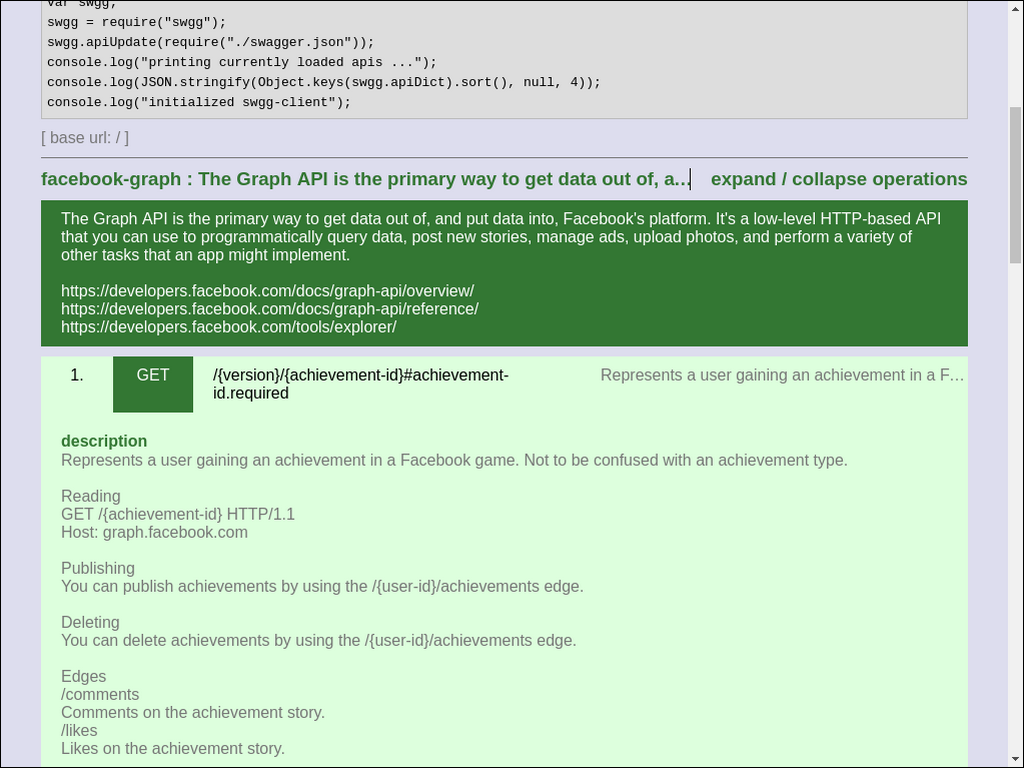 var swgg;
swgg = require("swgg");
swgg.apiUpdate(require("./swagger.json"));
console.log("printing currently loaded apis ...");
console.log(JSON.stringify(Object.keys(swgg.apiDict).sort(), null, 4));
console.log("initialized swgg-client");
[ base url: / ]
facebook-graph : The Graph API is the primary way to get data out of, a... expand / collapse operations
The Graph API is the primary way to get data out of, and put data into, Facebook's platform. It's a low-level HTTP-based API
that you can use to programmatically query data, post new stories, manage ads, upload photos, and perform a variety of
other tasks that an app might implement.
https://developers.facebook.com/docs/graph-api/overview/
https://developers.facebook.com/docs/graph-api/reference/
https://developers.facebook.com/tools/explorer/
1. GET /{version}/{achievement-id}#achievement- Represents a user gaining an achievement in a F...
id.required
description
Represents a user gaining an achievement in a Facebook game. Not to be confused with an achievement type.
Reading
GET /{achievement-id} HTTP/1.1
Host: graph.facebook.com
Publishing
You can publish achievements by using the /{user-id}/achievements edge.
Deleting
You can delete achievements by using the /{user-id}/achievements edge.
Edges
/comments
Comments on the achievement story.
/likes
Likes on the achievement story.